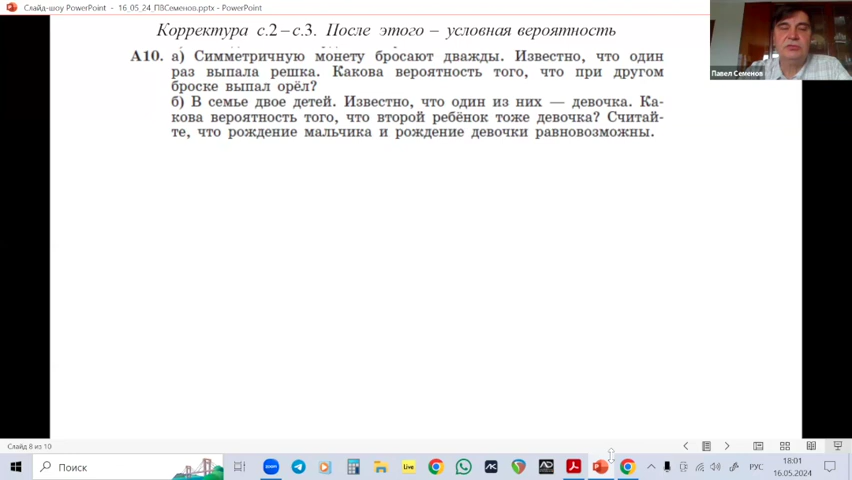 Слайд-шоу PowerPoint - 16_05_24_ПВСеменов.pptx - PowerPoint
Корректура с.2 – с.3. После этого – условная вероятность
А10. а) Симметричную монету бросают дважды. Известно, что один
раз выпала решка. Какова вероятность того, что при другом
броске выпал орёл?
б) В семье двое детей. Известно, что один из них — девочка. Ка-
кова вероятность того, что второй ребёнок тоже девочка? Считай-
те, что рождение мальчика и рождение девочки равновозможны.
Павел Семенов
Слайд 8 из 10
Поиск
Live
РУС
18:01
16.05.2024